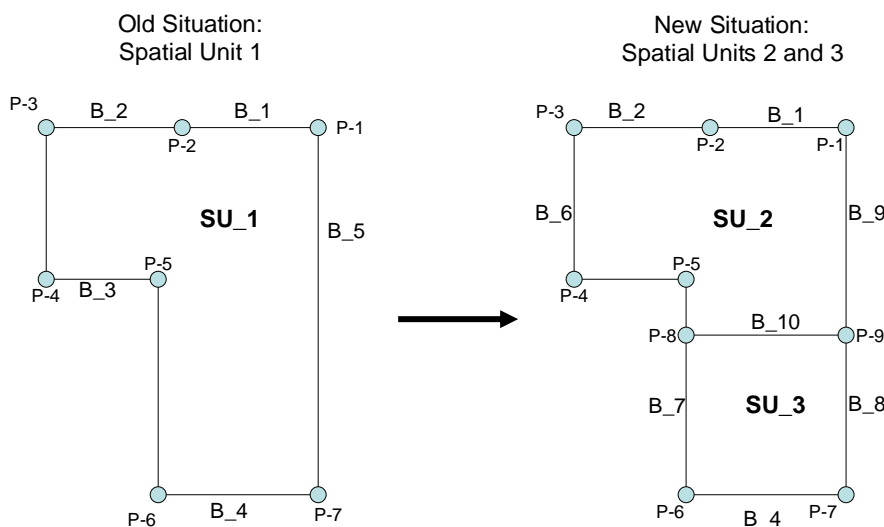 Old Situation:
Spatial Unit 1
P-3
B_2
B_1
P-1
P-2
SU_1
B_5
P-5
P-4
B_3
P-6
B_4
P-7
New Situation:
Spatial Units 2 and 3
P-3
B_2
B_1
P-2
P-1
B_6
SU_2
B_9
P-5
P-4
P-8
B_10
P-9
B_7
SU_3
B_8
P-6
B_4
P-7